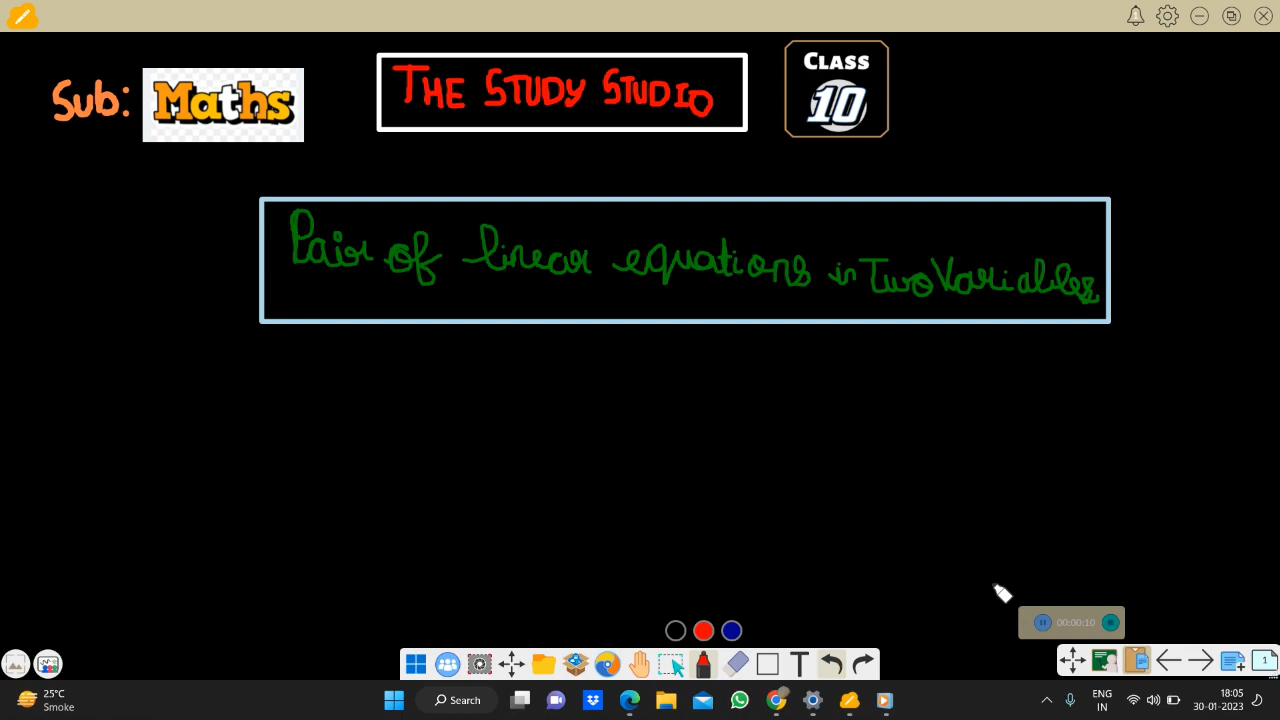 Sub: Maths
THE STUDY STUDIO
CLASS
10
Pair of linear equations in Two Variables
00:00:10
1
25°C
Smoke
Search
ENG
IN
18:05
30-01-2023